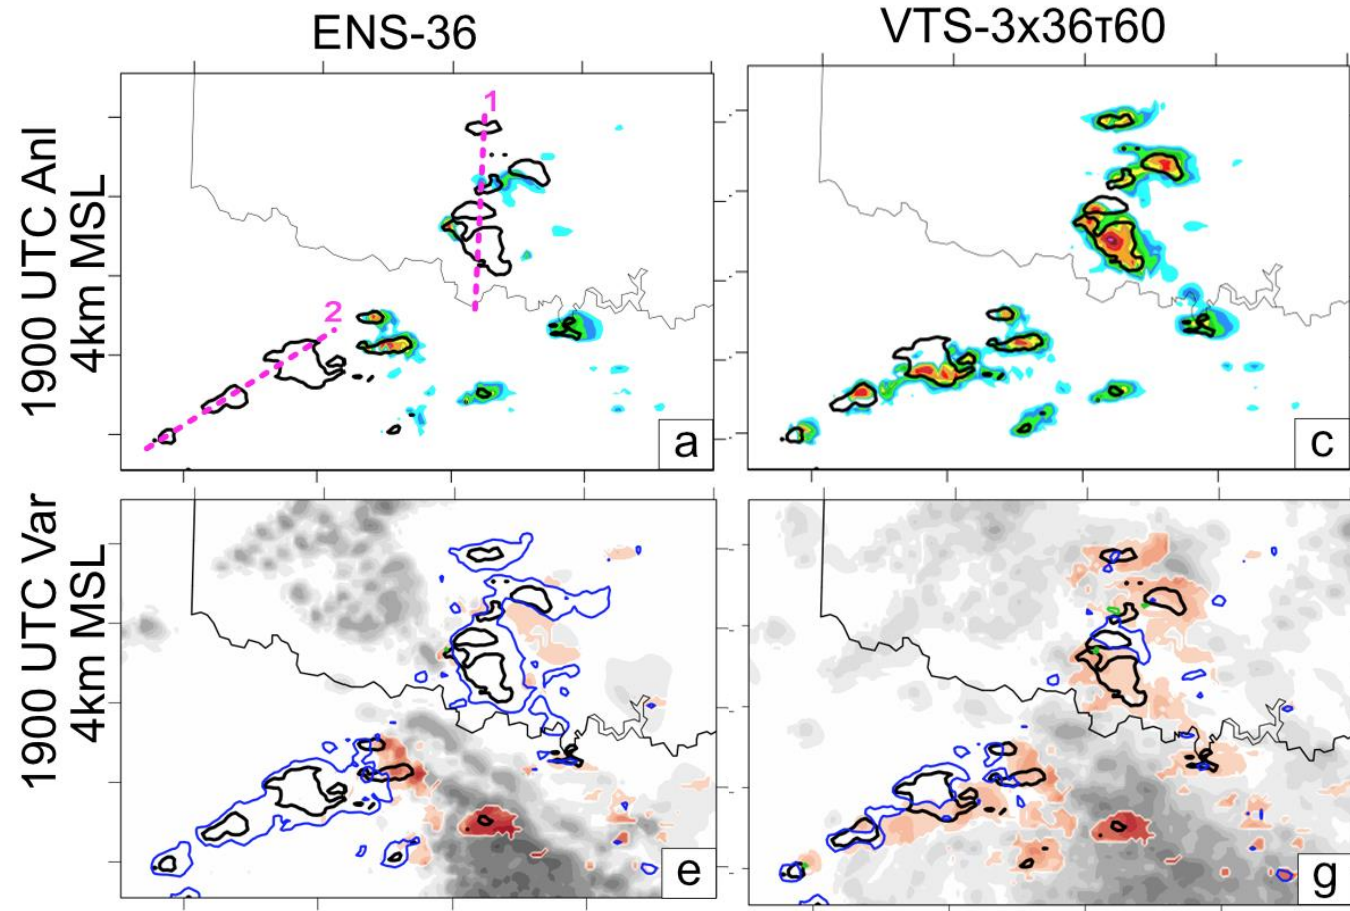 ENS-36
VTS-3x36τ60
1900 UTC Anl
4km MSL
1
2
a
c
1900 UTC Var
4km MSL
e
g